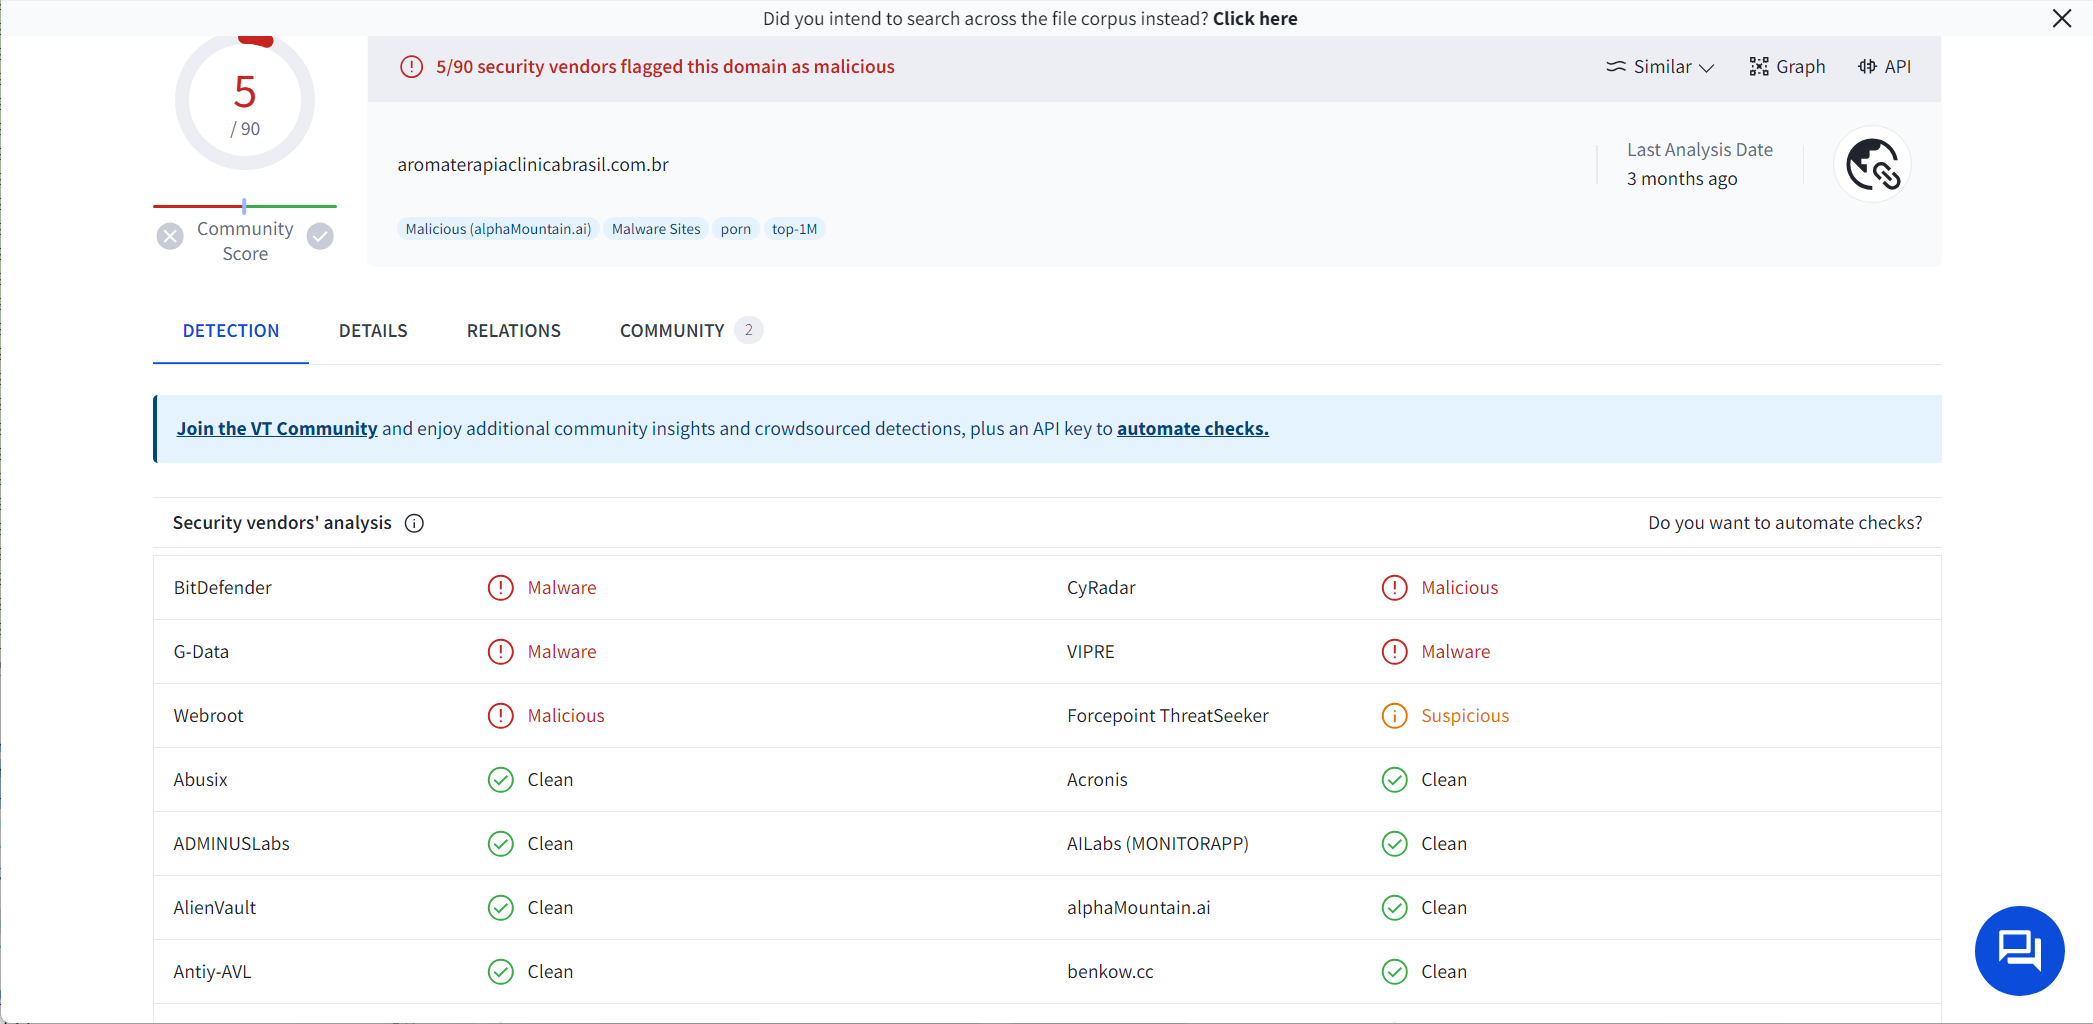 Did you intend to search across the file corpus instead? Click here
5
/ 90
Community
Score
5/90 security vendors flagged this domain as malicious
Similar
Graph
API
aromaterapiaclinicabrasil.com.br
Last Analysis Date
3 months ago
Malicious (alphaMountain.ai) Malware Sites porn top-1M
DETECTION DETAILS RELATIONS COMMUNITY 2
Join the VT Community and enjoy additional community insights and crowdsourced detections, plus an API key to automate checks.
Security vendors' analysis
Do you want to automate checks?
BitDefender Malware CyRadar Malicious
G-Data Malware VIPRE Malware
Webroot Malicious Forcepoint ThreatSeeker Suspicious
Abusix Clean Acronis Clean
ADMINUSLabs Clean AILabs (MONITORAPP) Clean
AlienVault Clean alphaMountain.ai Clean
Antiy-AVL Clean benkow.cc Clean